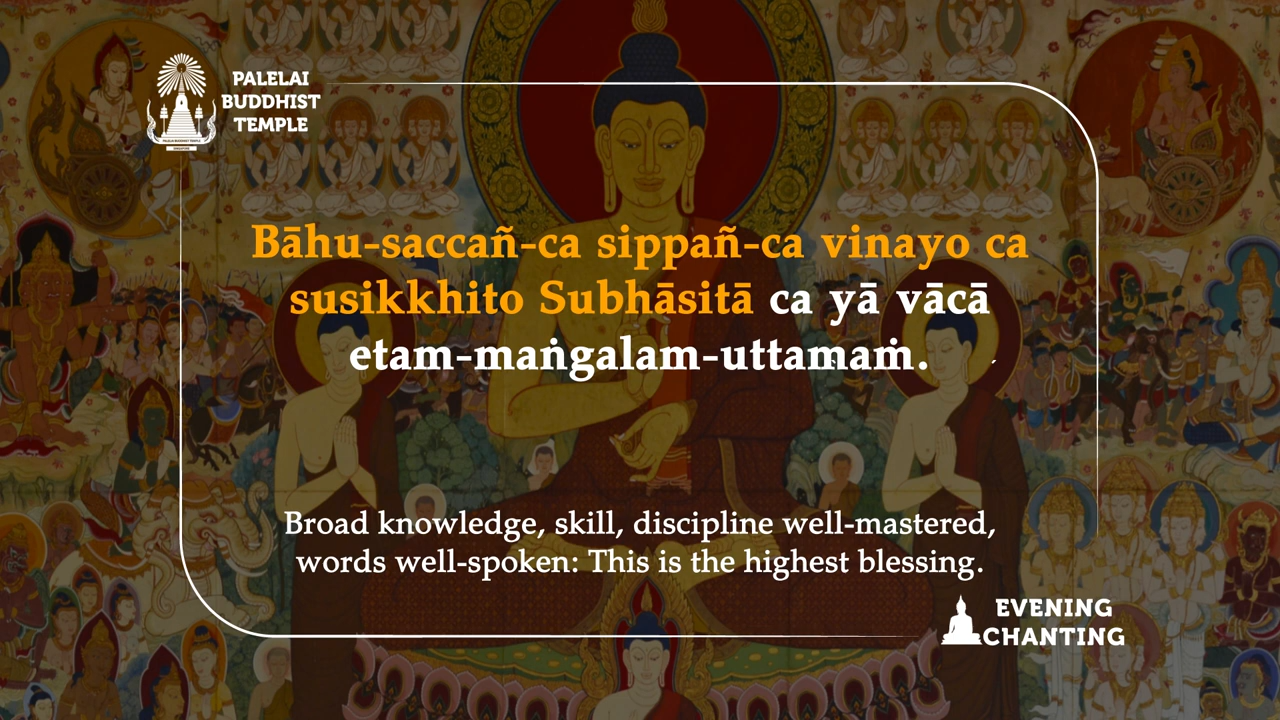 PALELAI
BUDDHIST
TEMPLE
Bāhu-saccañ-ca sippañ-ca vinayo ca
susikkhito Subhāsitā ca yā vācā
etam-maṅgalam-uttamaṁ.
Broad knowledge, skill, discipline well-mastered,
words well-spoken: This is the highest blessing.
EVENING
CHANTING